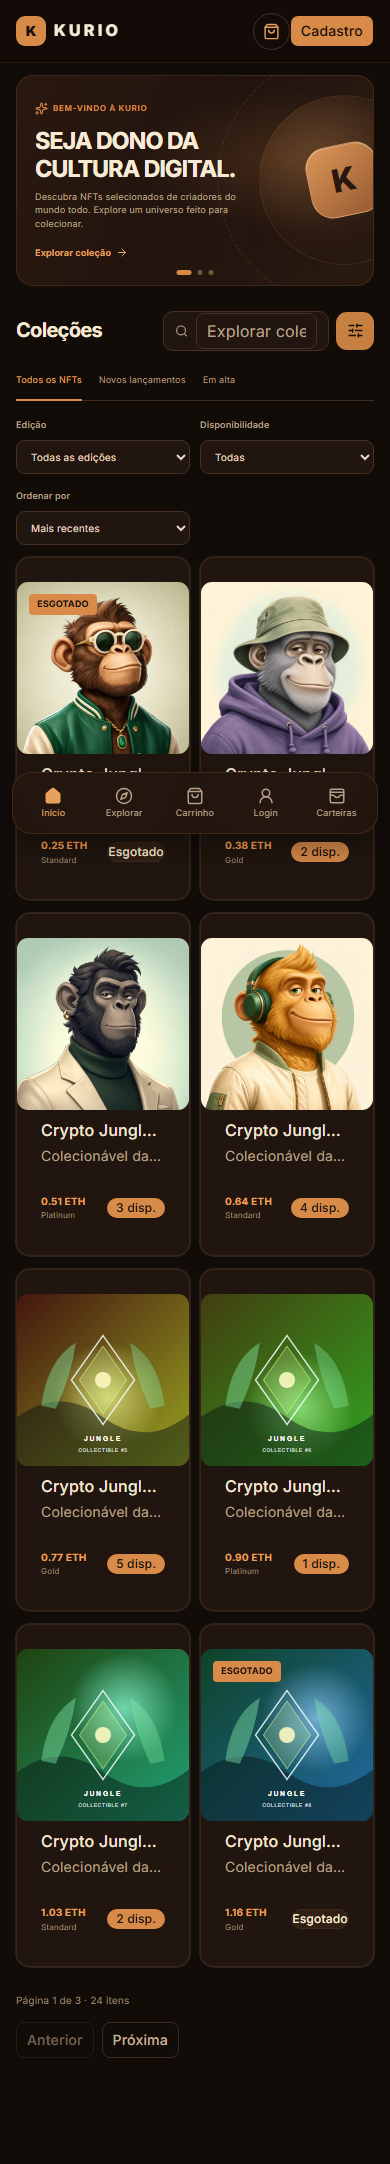 K KURIO
Cadastro
BEM-VINDO À KURIO
SEJA DONO DA
CULTURA DIGITAL.
Descubra NFTs selecionados de criadores do
mundo todo. Explore um universo feito para
colecionar.
Explorar coleção →
K
Coleções
Explorar cole
Todos os NFTs Novos lançamentos Em alta
Edição Disponibilidade
Todas as edições Todas
Ordenar por
Mais recentes
ESGOTADO
Início Explorar Carrinho Login Carteiras
0.25 ETH Esgotado 0.38 ETH 2 disp.
Standard Gold
Crypto Jungl... Crypto Jungl...
Colecionável da... Colecionável da...
0.51 ETH 3 disp. 0.64 ETH 4 disp.
Platinum Standard
JUNGLE JUNGLE
COLLECTIBLE #5 COLLECTIBLE #6
Crypto Jungl... Crypto Jungl...
Colecionável da... Colecionável da...
0.77 ETH 5 disp. 0.90 ETH 1 disp.
Gold Platinum
ESGOTADO
JUNGLE JUNGLE
COLLECTIBLE #7 COLLECTIBLE #8
Crypto Jungl... Crypto Jungl...
Colecionável da... Colecionável da...
1.03 ETH 2 disp. 1.16 ETH Esgotado
Standard Gold
Página 1 de 3 · 24 itens
Anterior Próxima